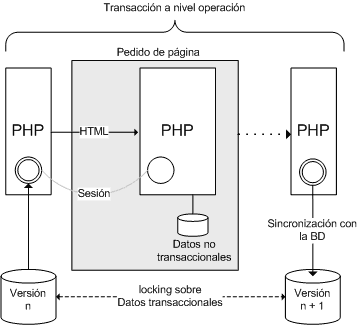 Transacción a nivel operación
Pedido de página
PHP
HTML
PHP
PHP
Sesión
Datos no
transaccionales
Sincronización con
la BD
Versión
n
locking sobre
Datos transaccionales
Versión
n + 1